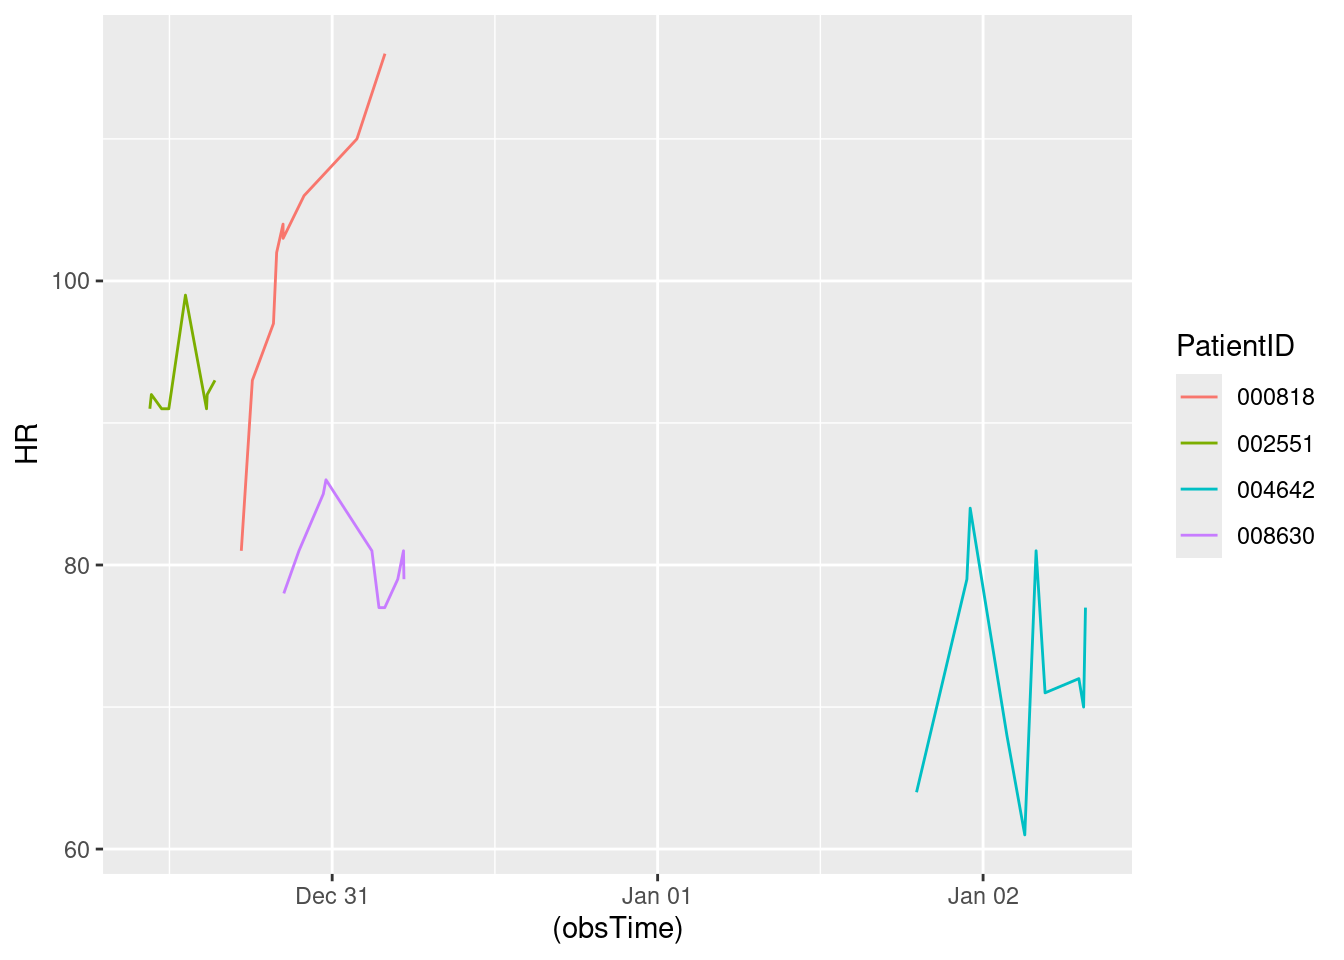 100
80
60
HR
Dec 31
Jan 01
Jan 02
(obsTime)
PatientID
000818
002551
004642
008630